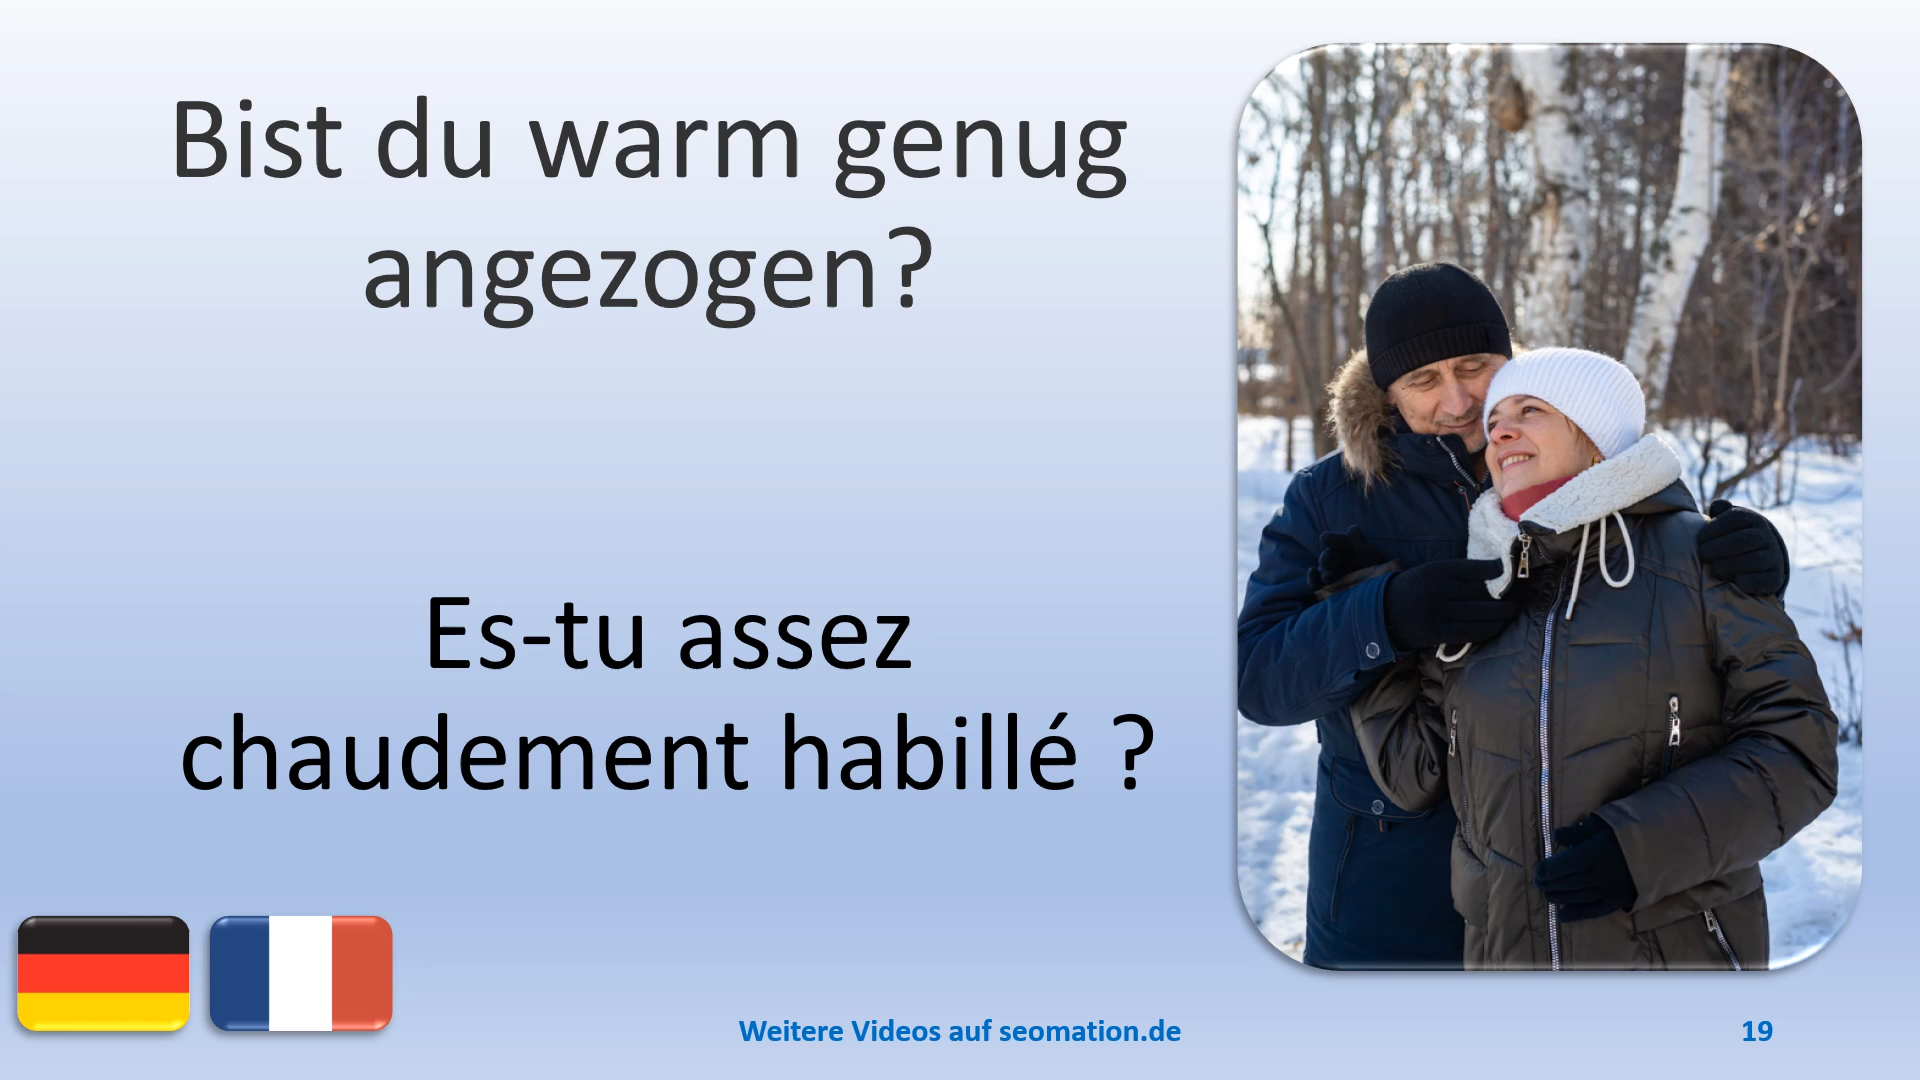 Bist du warm genug
angezogen?
Es-tu assez
chaudement habillé ?
Weitere Videos auf seomation.de
19